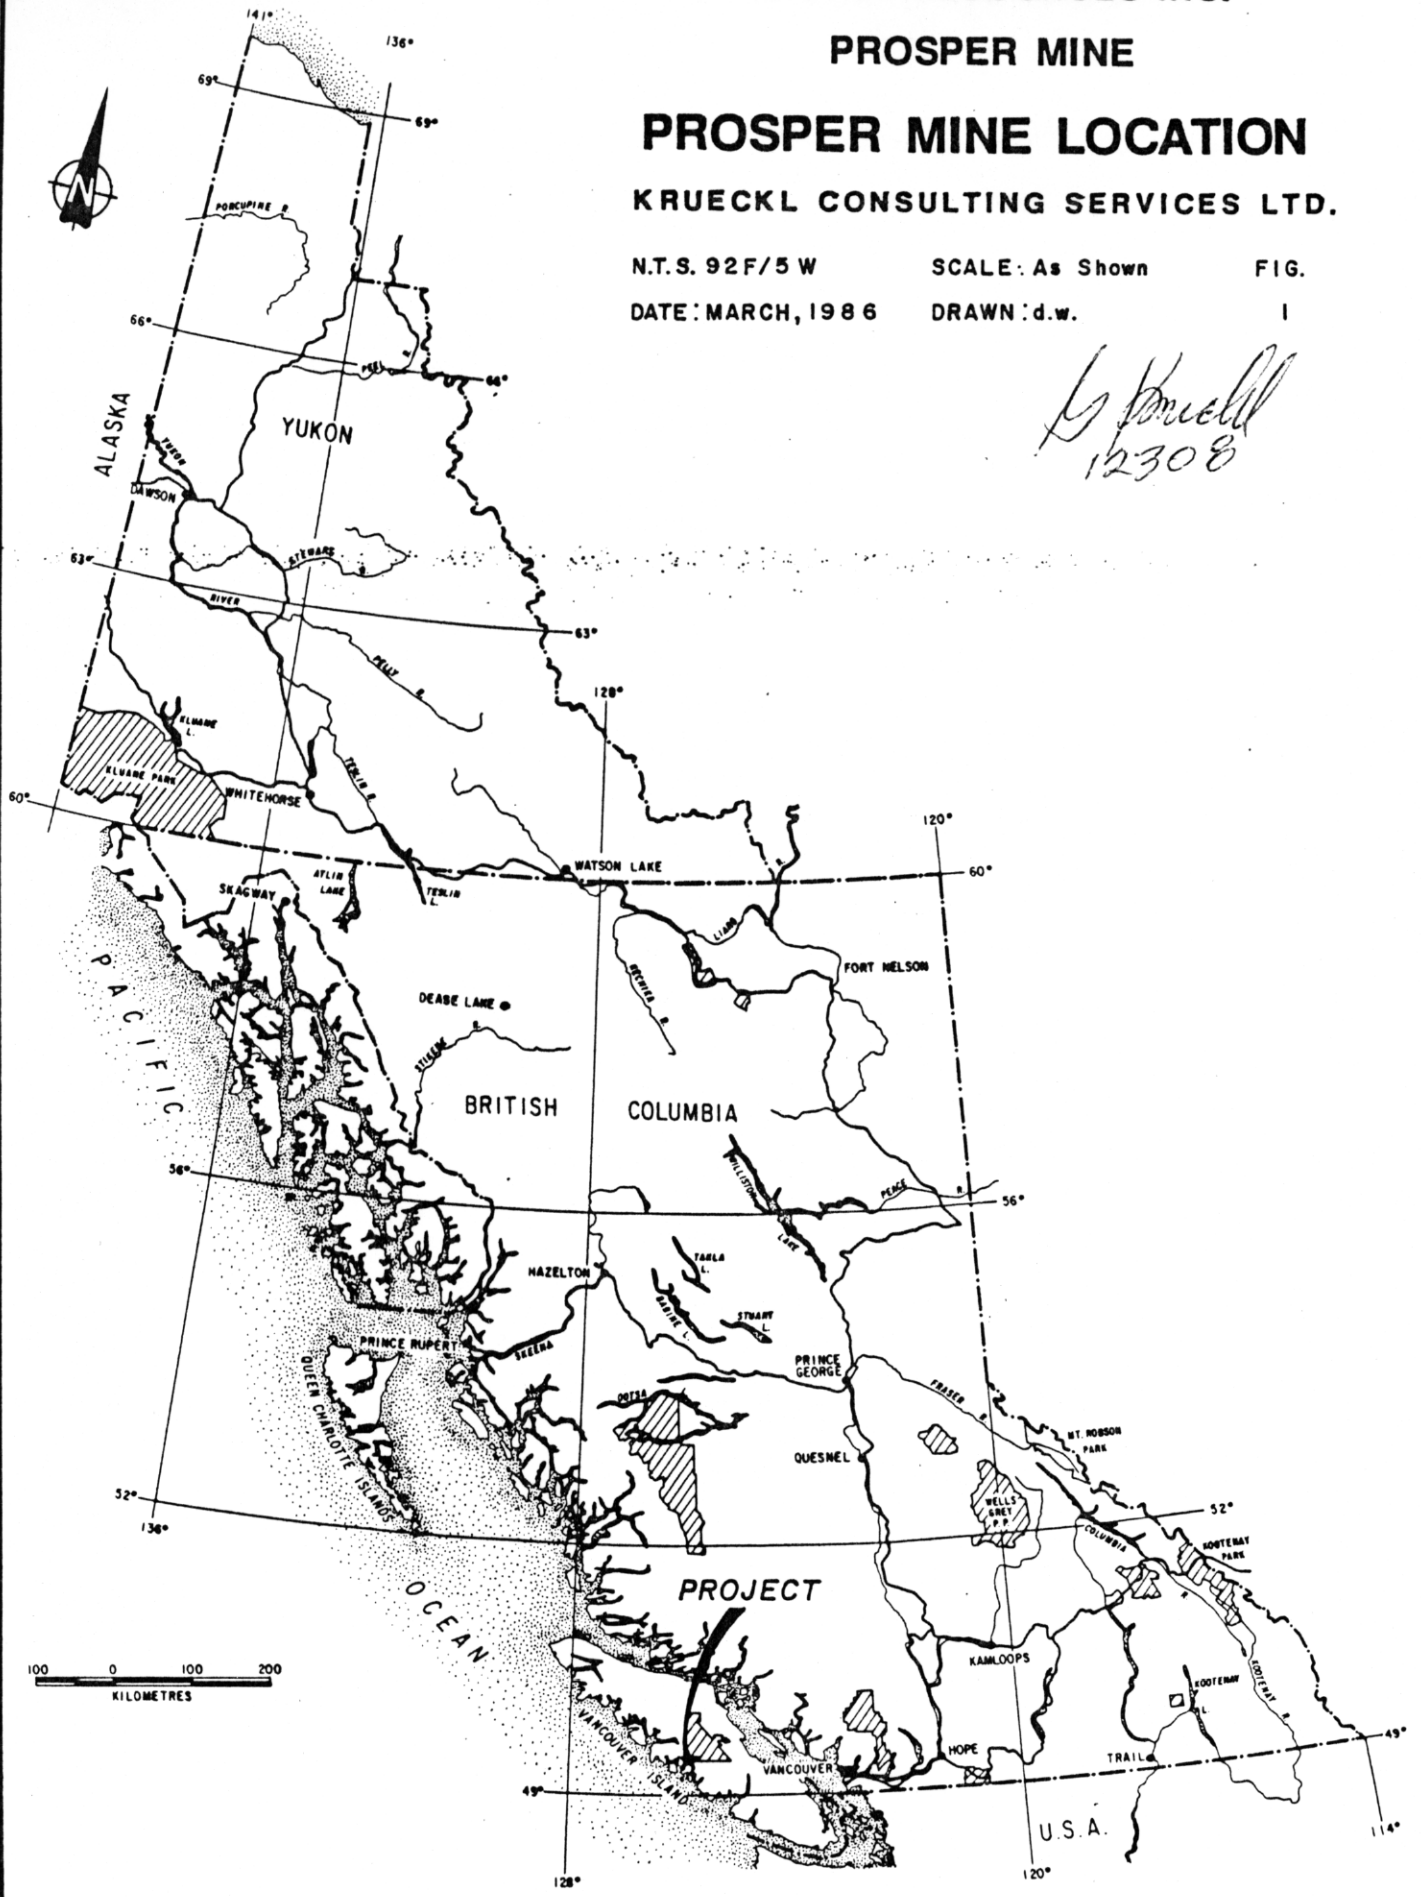 PROSPER MINE
PROSPER MINE LOCATION
KRUECKL CONSULTING SERVICES LTD.
N.T.S. 92F/5 W SCALE: As Shown FIG.
DATE: MARCH, 1986 DRAWN: d.w. 1
12308
141°
136°
69°
69°
N
PORCUPINE R.
66°
PEEL R.
66°
ALASKA
YUKON
YUKON
DAWSON
63°
STEWARS
RIVER
63°
PELLY R.
128°
KLUANE L.
KLUANE PARK
TESLIN R.
60°
WHITEHORSE
120°
WATSON LAKE
60°
SKAGWAY
ATLIN LAKE
TESLIN L.
R.
LIARD
FORT NELSON
PACIFIC
KECHIKA R.
DEASE LAKE
STIKINE R.
BRITISH COLUMBIA
WILLISTON LAKE
56°
PEACE R.
56°
HAZELTON
TAKLA L.
BABINE L.
STUART L.
PRINCE RUPERT
SKEENA
PRINCE GEORGE
QUEEN CHARLOTTE ISLANDS
OOTSA
FRASER R.
MT. ROBSON PARK
QUESNEL
52°
136°
WELLS GREY P.P.
52°
COLUMBIA R.
KOOTENAY PARK
OCEAN
PROJECT
KAMLOOPS
100 0 100 200
KILOMETRES
KOOTENAY L.
KOOTENAY R.
VANCOUVER ISLAND
HOPE
TRAIL
49°
VANCOUVER
49°
U.S.A.
114°
120°
128°